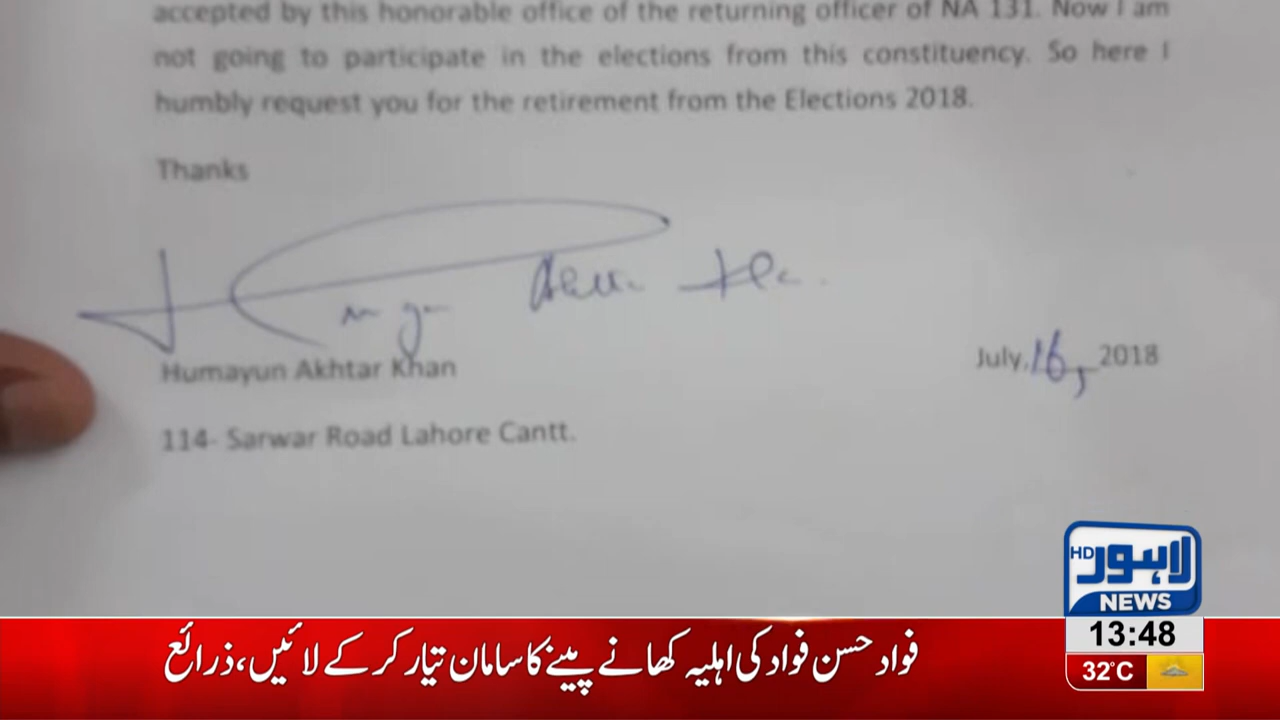 accepted by this honorable office of the returning officer of NA 131. Now I am
not going to participate in the elections from this constituency. So here I
humbly request you for the retirement from the Elections 2018.
Thanks
Humayun Akhtar Khan
July, 16, 2018
114- Sarwar Road Lahore Cantt.
HD لاہور
NEWS
13:48
32°C
فواد حسن فواد کی اہلیہ کھانے پینے کا سامان تیار کر کے لائیں، ذرائع